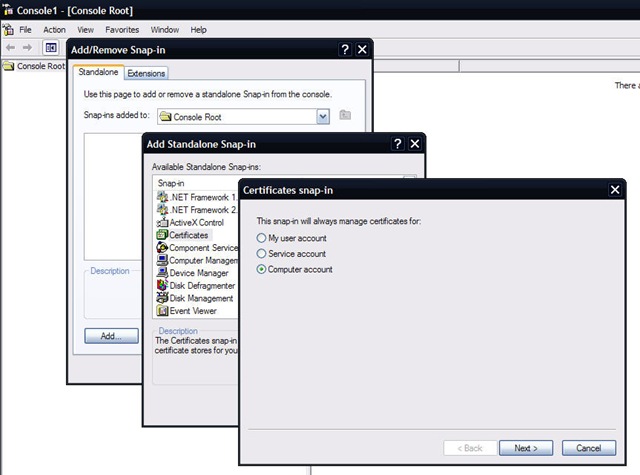 Console1 - [Console Root]
File Action View Favorites Window Help
Console Root
There a
Add/Remove Snap-in
Standalone Extensions
Use this page to add or remove a standalone Snap-in from the console.
Snap-ins added to: Console Root
Description
Add...
Add Standalone Snap-in
Available Standalone Snap-ins:
Snap-in
.NET Framework 1.
.NET Framework 2.
ActiveX Control
Certificates
Component Service
Computer Managem
Device Manager
Disk Defragmenter
Disk Management
Event Viewer
Description
The Certificates snap-in
certificate stores for you
Certificates snap-in
This snap-in will always manage certificates for:
My user account
Service account
Computer account
< Back Next > Cancel